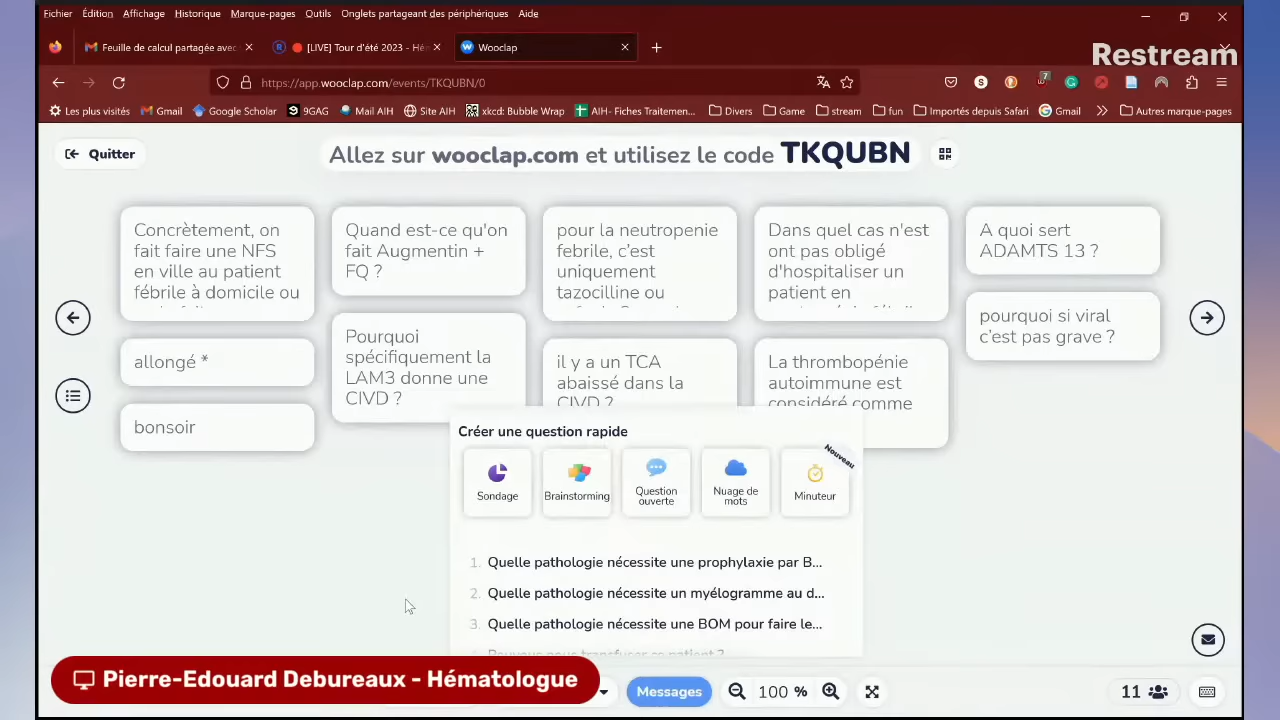 Fichier Édition Affichage Historique Marque-pages Outils Onglets partageant des périphériques Aide
Feuille de calcul partagée avec
[LIVE] Tour d'été 2023 - Hé
Wooclap
Restream
https://app.wooclap.com/events/TKQUBN/0
7
Les plus visités
Gmail
Google Scholar
9GAG
Mail AIH
Site AIH
xkcd: Bubble Wrap
AIH- Fiches Traitemen...
Divers
Game
stream
fun
Importés depuis Safari
Gmail
Autres marque-pages
Quitter
Allez sur wooclap.com et utilisez le code TKQUBN
Concrètement, on
fait faire une NFS
en ville au patient
fébrile à domicile ou
allongé *
bonsoir
Quand est-ce qu'on
fait Augmentin +
FQ ?
Pourquoi
spécifiquement la
LAM3 donne une
CIVD ?
pour la neutropenie
febrile, c'est
uniquement
tazocilline ou
il y a un TCA
abaissé dans la
CIVD ?
Dans quel cas n'est
ont pas obligé
d'hospitaliser un
patient en
La thrombopénie
autoimmune est
considéré comme
A quoi sert
ADAMTS 13 ?
pourquoi si viral
c'est pas grave ?
Créer une question rapide
Sondage
Brainstorming
Question
ouverte
Nuage de
mots
Minuteur
Nouveau
1. Quelle pathologie nécessite une prophylaxie par B...
2. Quelle pathologie nécessite un myélogramme au d...
3. Quelle pathologie nécessite une BOM pour faire le...
Pouvons nous transfuser ce patient ?
Pierre-Edouard Debureaux - Hématologue
Messages
100 %
11